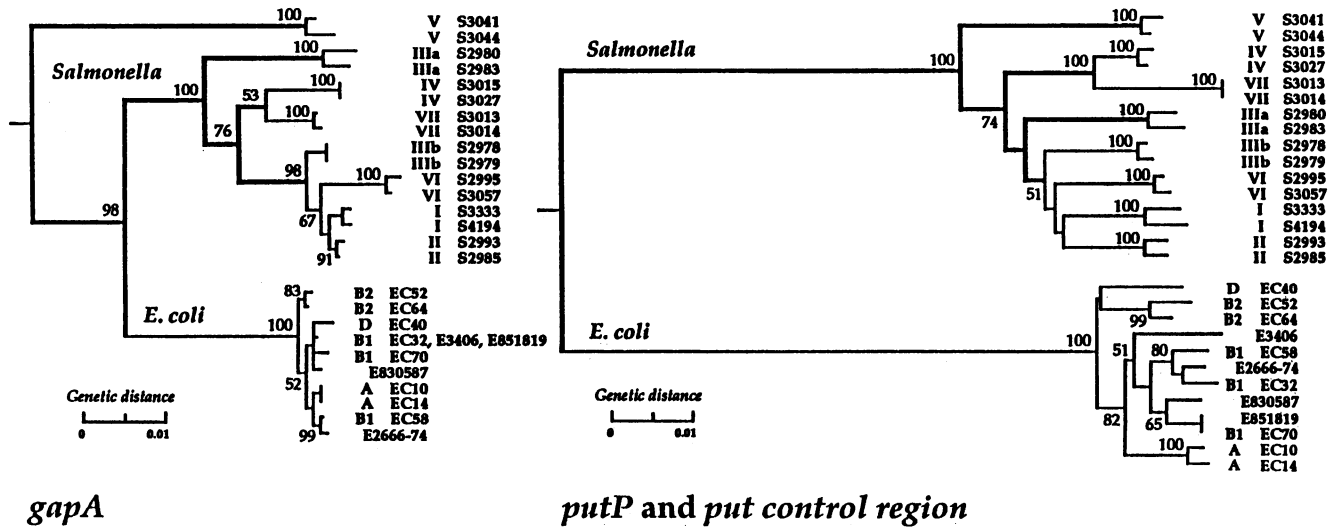 100 V S3041
V S3044
100 IIIa S2980
Salmonella IIIa S2983
100 100 IV S3015
53 IV S3027
100 VII S3013
76 VII S3014
IIIb S2978
98 IIIb S2979
100 VI S2995
VI S3057
98 67 I S3333
I S4194
II S2993
91 II S2985
83 B2 EC52
E. coli B2 EC64
100 D EC40
B1 EC32, E3406, E851819
B1 EC70
E830587
52 A EC10
Genetic distance A EC14
B1 EC58
0 0.01 99 E2666-74
gapA
100 V S3041
Salmonella V S3044
100 100 IV S3015
100 IV S3027
100 VII S3013
VII S3014
74 100 IIIa S2980
IIIa S2983
100 IIIb S2978
IIIb S2979
100 VI S2995
51 VI S3057
100 I S3333
I S4194
100 II S2993
II S2985
D EC40
B2 EC52
E. coli 99 B2 EC64
100 E3406
51 80 B1 EC58
E2666-74
Genetic distance B1 EC32
E830587
0 0.01 82 65 E851819
B1 EC70
100 A EC10
A EC14
putP and put control region